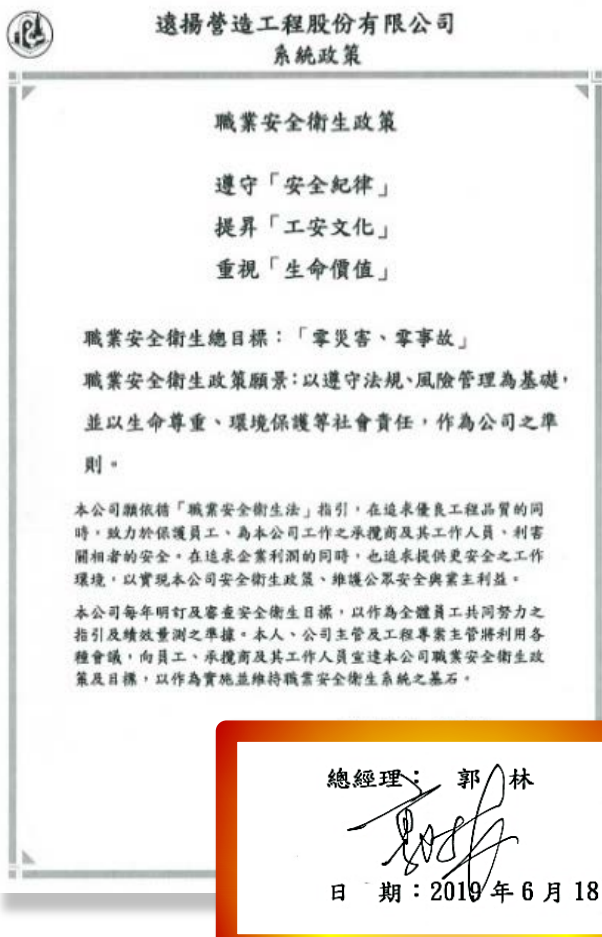 遠揚營造工程股份有限公司
系統政策
職業安全衛生政策
遵守「安全紀律」
提昇「工安文化」
重視「生命價值」
職業安全衛生總目標：「零災害、零事故」
職業安全衛生政策願景：以遵守法規、風險管理為基礎，
並以生命尊重、環境保護等社會責任，作為公司之準
則。
本公司願依循「職業安全衛生法」指引，在追求優良工程品質的同
時，致力於保護員工、為本公司工作之承攬商及其工作人員、利害
關相者的安全。在追求企業利潤的同時，也追求提供更安全之工作
環境，以實現本公司安全衛生政策、維護公眾安全與業主利益。
本公司每年明訂及審查安全衛生目標，以作為全體員工共同努力之
指引及績效量測之準據。本人、公司主管及工程專案主管將利用各
種會議，向員工、承攬商及其工作人員宣達本公司職業安全衛生政
策及目標，以作為實施並維持職業安全衛生系統之基石。
總經理： 郭 林
日 期：2019 年 6 月 18